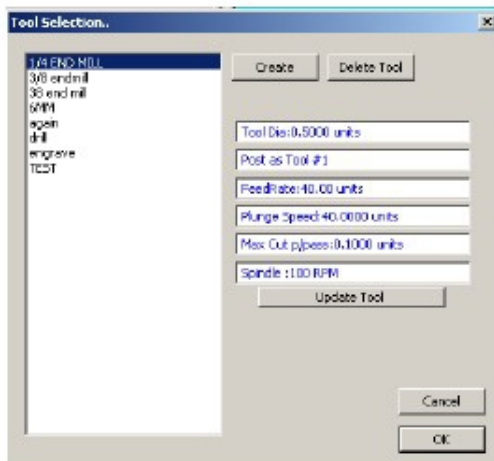 Tool Selection..
1/4 END MILL
3/8 endmill
38 end mill
6MM
again
drill
engrave
TEST
Create
Delete Tool
Tool Dia:0.5000 units
Post as Tool #1
FeedRate:40.00 units
Plunge Speed:40.0000 units
Max Cut p/pass:0.1000 units
Spindle :100 RPM
Update Tool
Cancel
OK